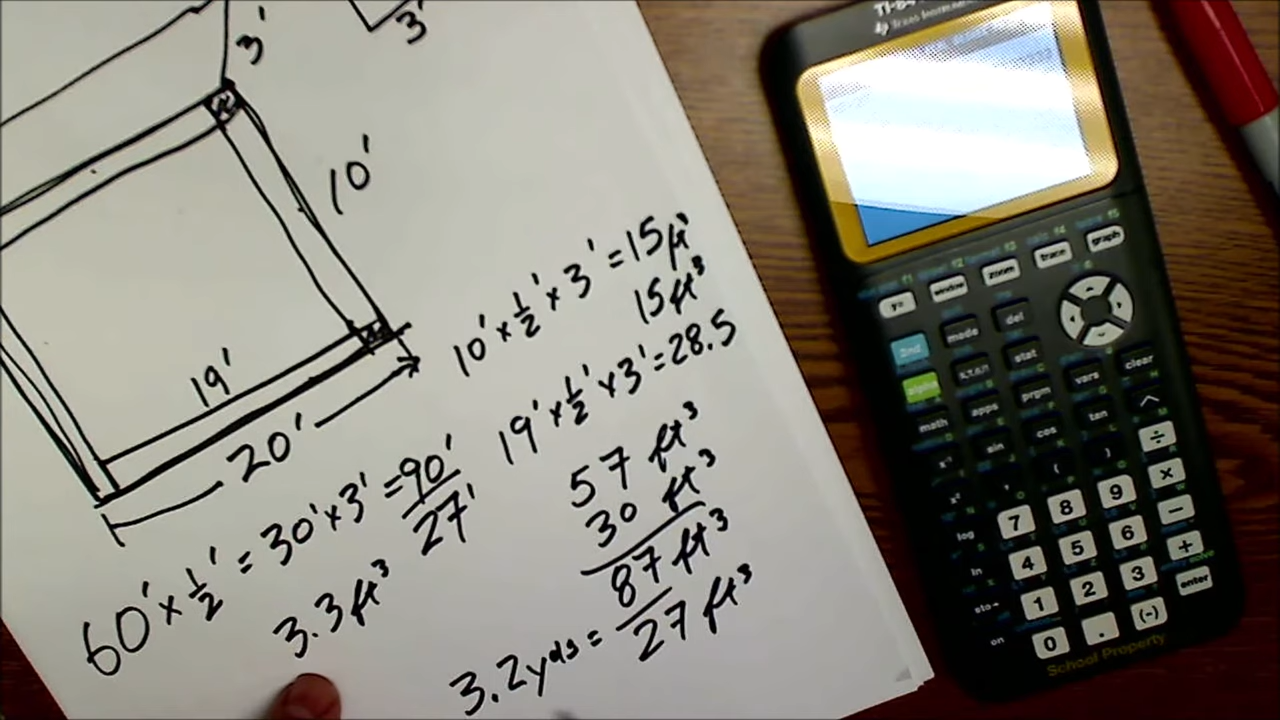 3'
3'
10'
19'
20'
10' × 1/2' × 3' = 15 ft'
15 ft³
19' × 1/2' × 3' = 28.5
57 ft³
30 ft³
87 ft³
27 ft³
3.2 yds =
60' × 1/2' = 30' × 3' = 90'
27'
3.3 ft³
TI-84
Texas Instruments
y=
window
zoom
trace
graph
2nd
mode
del
alpha
X,T,θ,n
stat
math
apps
prgm
vars
clear
x⁻¹
sin
cos
tan
^
÷
x²
,
(
)
×
log
7
8
9
−
ln
4
5
6
+
sto→
1
2
3
enter
on
0
.
(-)
School Property